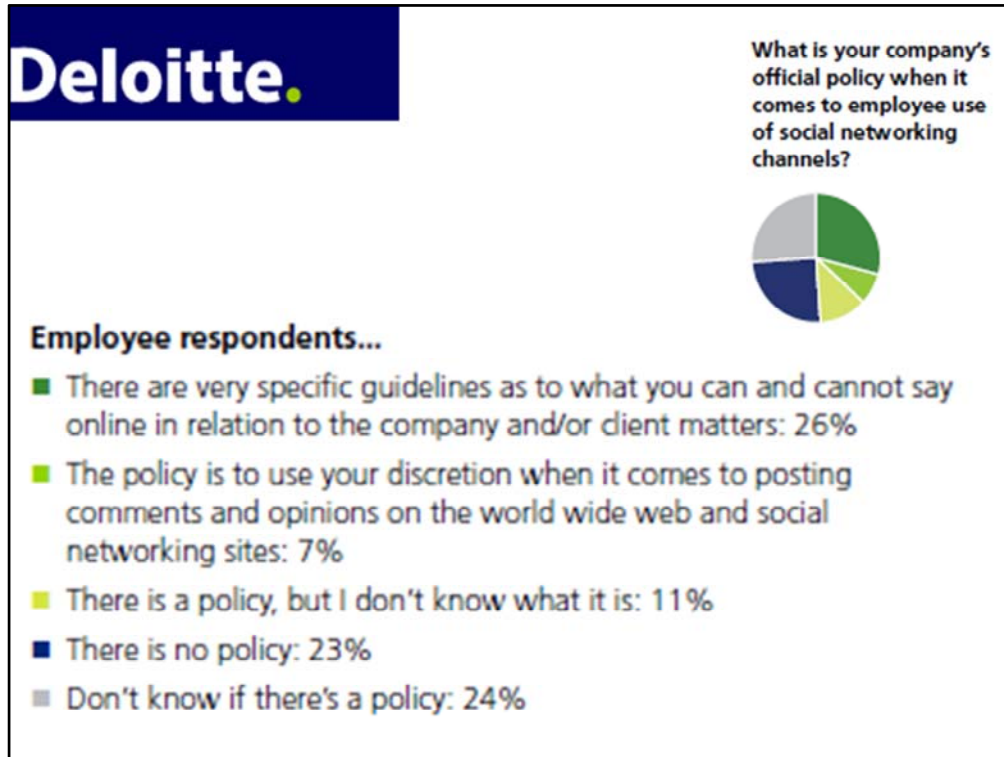 Deloitte.
What is your company's
official policy when it
comes to employee use
of social networking
channels?
Employee respondents...
There are very specific guidelines as to what you can and cannot say
online in relation to the company and/or client matters: 26%
The policy is to use your discretion when it comes to posting
comments and opinions on the world wide web and social
networking sites: 7%
There is a policy, but I don't know what it is: 11%
There is no policy: 23%
Don't know if there's a policy: 24%